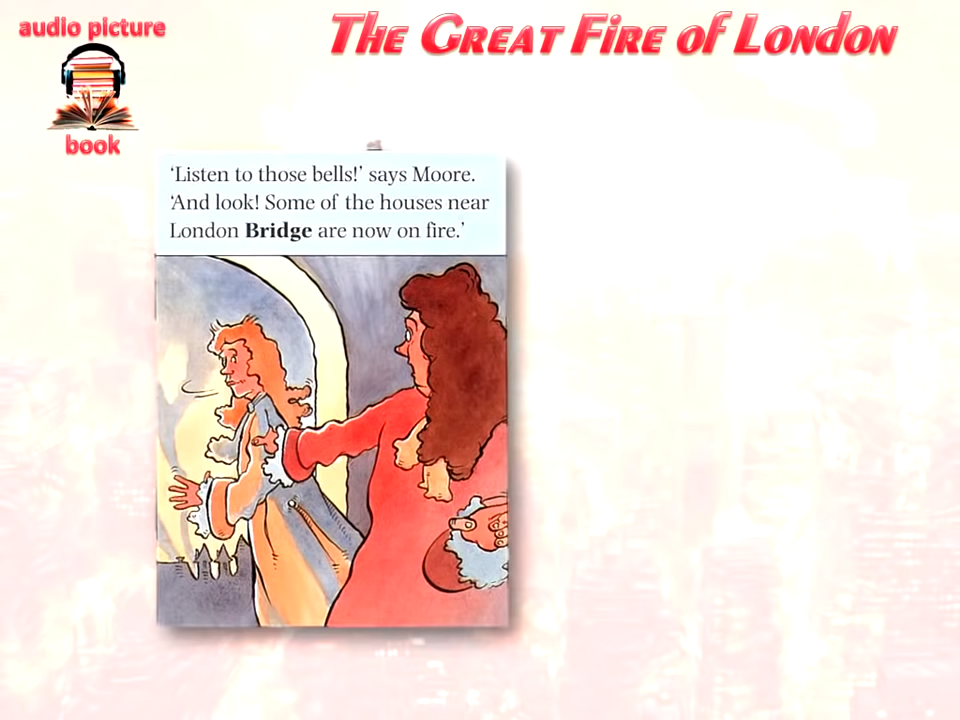 audio picture
book
The Great Fire of London
‘Listen to those bells!’ says Moore.
‘And look! Some of the houses near
London Bridge are now on fire.’